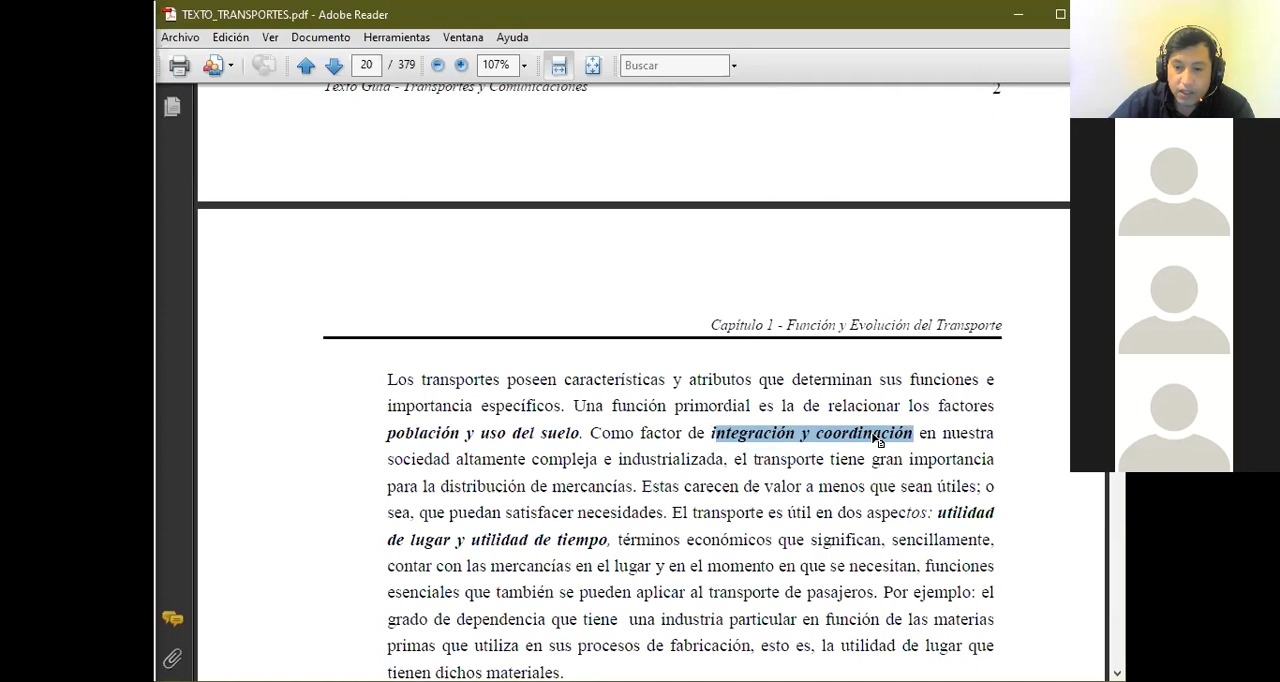 TEXTO_TRANSPORTES.pdf - Adobe Reader
Archivo Edición Ver Documento Herramientas Ventana Ayuda
20 / 379 107% Buscar
Texto Guía - Transportes y Comunicaciones 2
Capítulo 1 - Función y Evolución del Transporte
Los transportes poseen características y atributos que determinan sus funciones e
importancia específicos. Una función primordial es la de relacionar los factores
población y uso del suelo. Como factor de integración y coordinación en nuestra
sociedad altamente compleja e industrializada, el transporte tiene gran importancia
para la distribución de mercancías. Estas carecen de valor a menos que sean útiles; o
sea, que puedan satisfacer necesidades. El transporte es útil en dos aspectos: utilidad
de lugar y utilidad de tiempo, términos económicos que significan, sencillamente,
contar con las mercancías en el lugar y en el momento en que se necesitan, funciones
esenciales que también se pueden aplicar al transporte de pasajeros. Por ejemplo: el
grado de dependencia que tiene una industria particular en función de las materias
primas que utiliza en sus procesos de fabricación, esto es, la utilidad de lugar que
tienen dichos materiales.